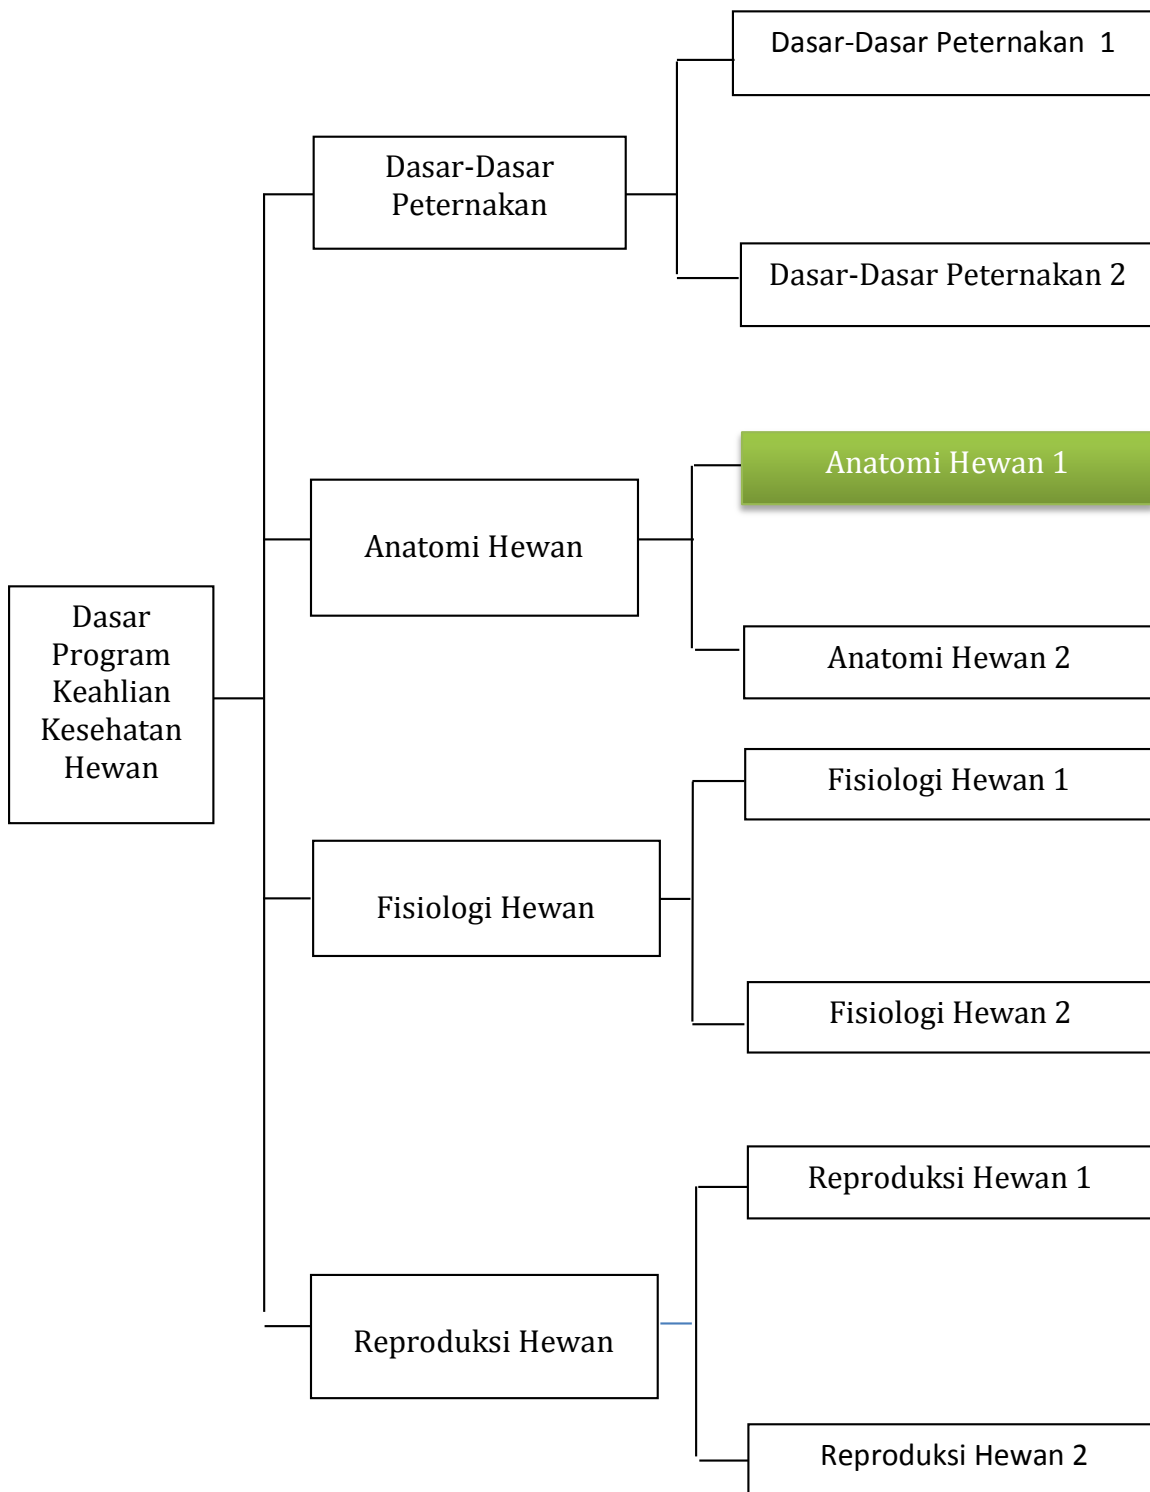 Dasar-Dasar Peternakan  1
Dasar-Dasar
Peternakan
Dasar-Dasar Peternakan 2
Anatomi Hewan 1
Anatomi Hewan
Anatomi Hewan 2
Dasar
Program
Keahlian
Kesehatan
Hewan
Fisiologi Hewan 1
Fisiologi Hewan
Fisiologi Hewan 2
Reproduksi Hewan 1
Reproduksi Hewan
Reproduksi Hewan 2